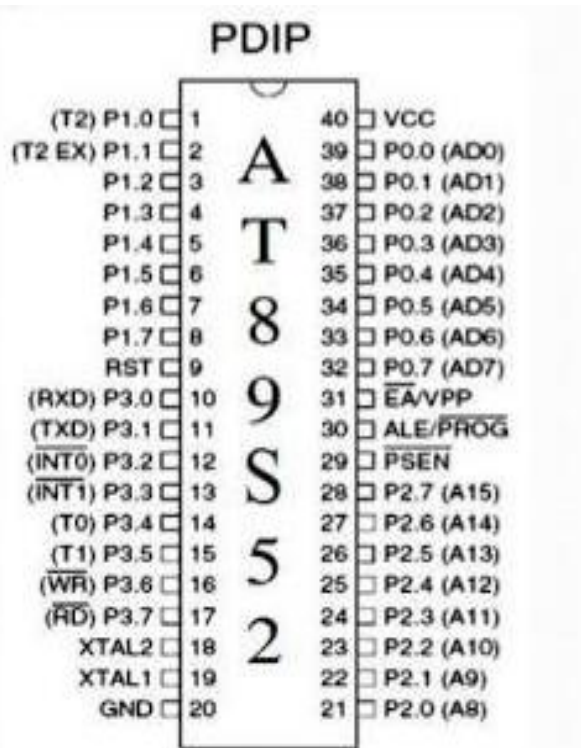 PDIP
(T2) P1.0 1 40 VCC
(T2 EX) P1.1 2 39 P0.0 (AD0)
P1.2 3 38 P0.1 (AD1)
P1.3 4 37 P0.2 (AD2)
P1.4 5 36 P0.3 (AD3)
P1.5 6 35 P0.4 (AD4)
P1.6 7 34 P0.5 (AD5)
P1.7 8 33 P0.6 (AD6)
RST 9 32 P0.7 (AD7)
(RXD) P3.0 10 31 EA/VPP
(TXD) P3.1 11 30 ALE/PROG
(INT0) P3.2 12 29 PSEN
(INT1) P3.3 13 28 P2.7 (A15)
(T0) P3.4 14 27 P2.6 (A14)
(T1) P3.5 15 26 P2.5 (A13)
(WR) P3.6 16 25 P2.4 (A12)
(RD) P3.7 17 24 P2.3 (A11)
XTAL2 18 23 P2.2 (A10)
XTAL1 19 22 P2.1 (A9)
GND 20 21 P2.0 (A8)
AT89S52